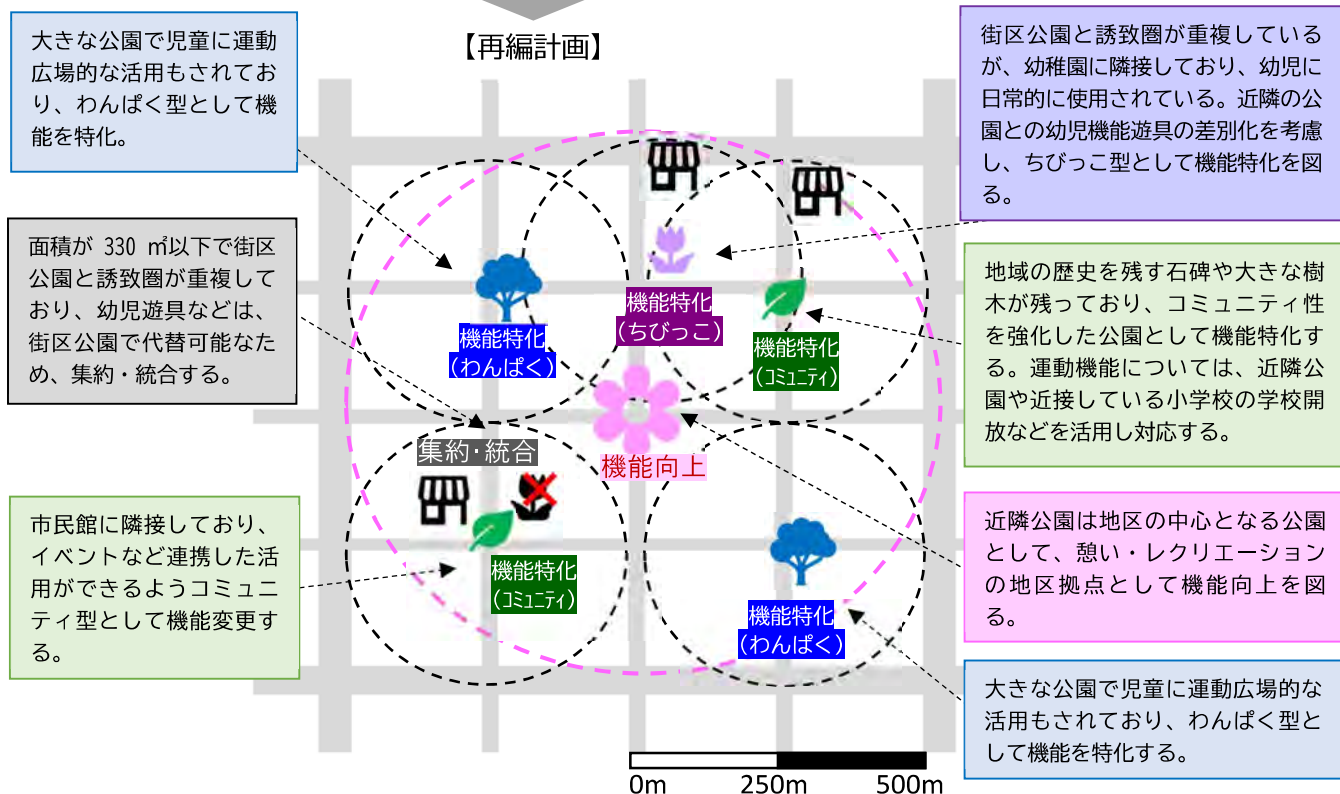 【再編計画】
大きな公園で児童に運動
広場的な活用もされてお
り、わんぱく型として機
能を特化。
面積が 330 ㎡以下で街区
公園と誘致圏が重複して
おり、幼児遊具などは、
街区公園で代替可能なた
め、集約・統合する。
市民館に隣接しており、
イベントなど連携した活
用ができるようコミュニ
ティ型として機能変更す
る。
機能特化
(わんぱく)
機能特化
(ちびっこ)
機能特化
(コミュニティ)
機能向上
集約・統合
機能特化
(コミュニティ)
機能特化
(わんぱく)
街区公園と誘致圏が重複している
が、幼稚園に隣接しており、幼児に
日常的に使用されている。近隣の公
園との幼児機能遊具の差別化を考慮
し、ちびっこ型として機能特化を図
る。
地域の歴史を残す石碑や大きな樹
木が残っており、コミュニティ性
を強化した公園として機能特化す
る。運動機能については、近隣公
園や近接している小学校の学校開
放などを活用し対応する。
近隣公園は地区の中心となる公園
として、憩い・レクリエーション
の地区拠点として機能向上を図
る。
大きな公園で児童に運動広場的な
活用もされており、わんぱく型と
して機能を特化する。
0m 250m 500m